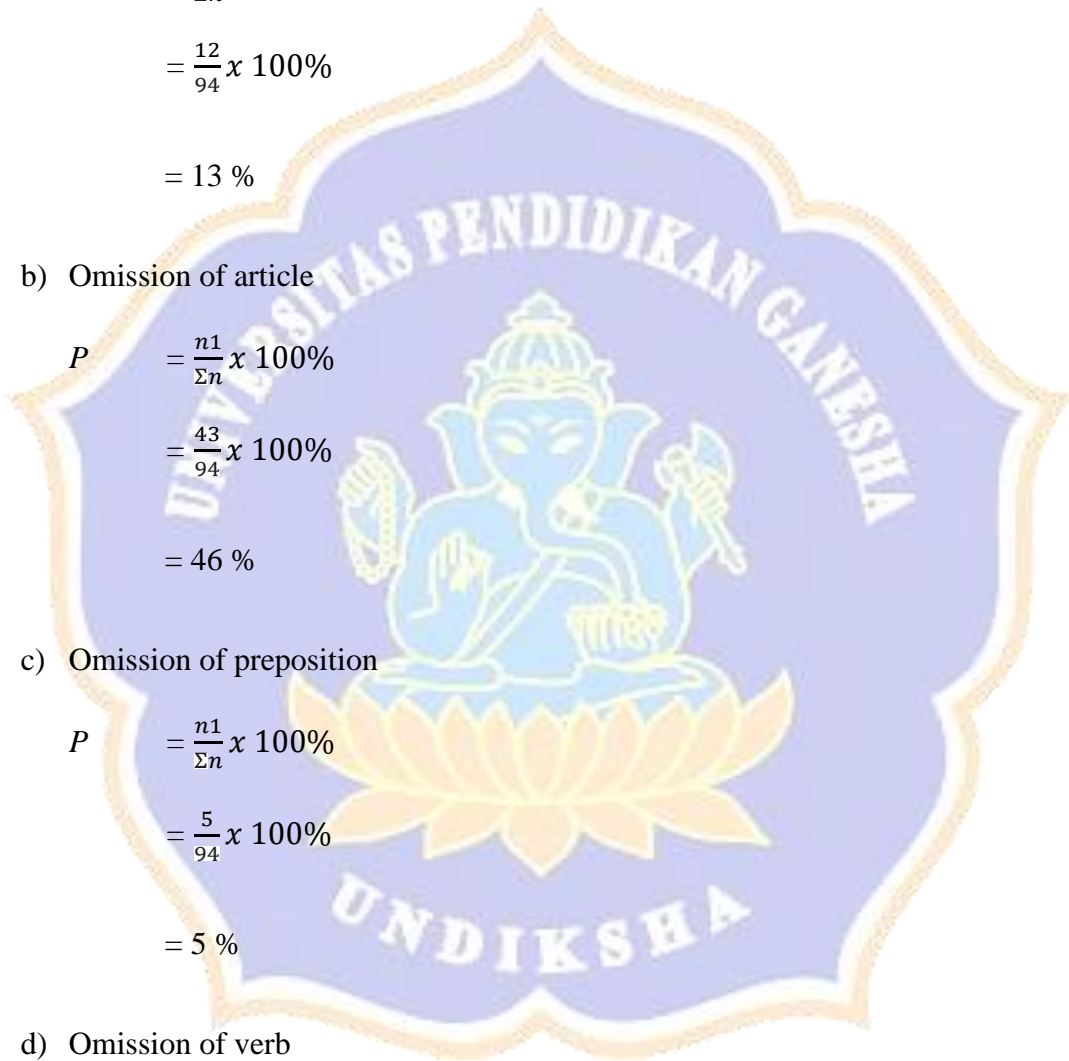 = 12/94 x 100%
= 13 %
b) Omission of article
P = n1/Σn x 100%
= 43/94 x 100%
= 46 %
c) Omission of preposition
P = n1/Σn x 100%
= 5/94 x 100%
= 5 %
d) Omission of verb
UNIVERSITAS PENDIDIKAN GANESHA
UNDIKSHA